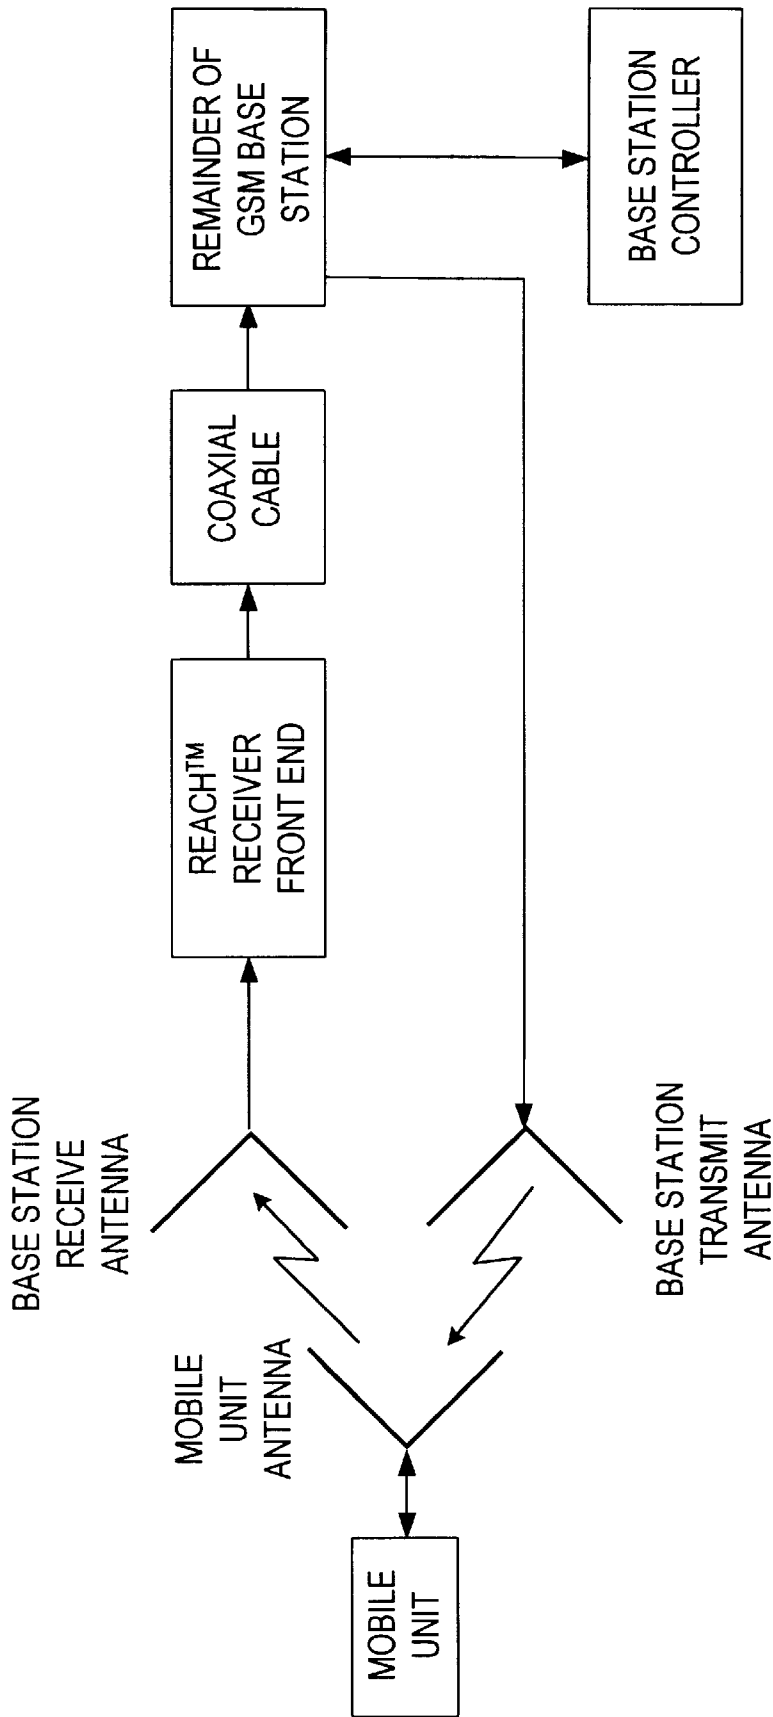 BASE STATION
RECEIVE
ANTENNA
REACH™
RECEIVER
FRONT END
COAXIAL
CABLE
REMAINDER OF
GSM BASE
STATION
MOBILE
UNIT
ANTENNA
MOBILE
UNIT
BASE STATION
TRANSMIT
ANTENNA
BASE STATION
CONTROLLER